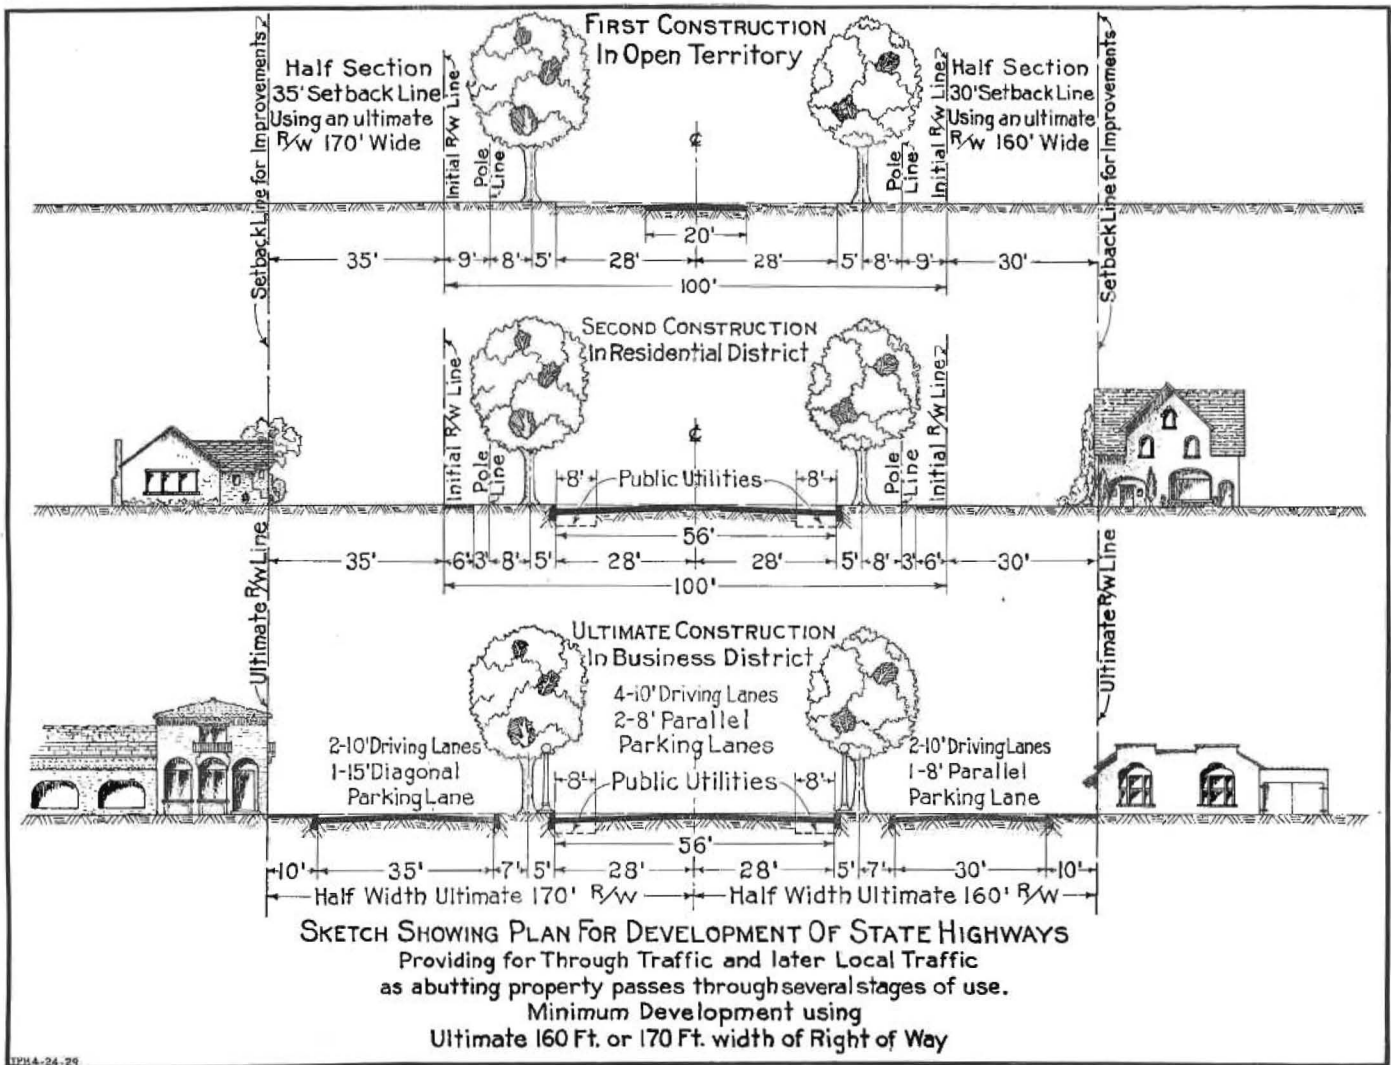 FIRST CONSTRUCTION
In Open Territory
Half Section
35' Setback Line
Using an ultimate
R/W 170' Wide
Half Section
30' Setback Line
Using an ultimate
R/W 160' Wide
Setback Line for Improvements
Initial R/W Line
Pole
Line
℄
Pole
Line
Initial R/W Line
Setback Line for Improvements
20'
35' 9' 8' 5' 28' 28' 5' 8' 9' 30'
100'
SECOND CONSTRUCTION
In Residential District
Initial R/W Line
Pole
Line
℄
Pole
Line
Initial R/W Line
8' Public Utilities 8'
56'
35' 6' 3' 8' 5' 28' 28' 5' 8' 3' 6' 30'
100'
Ultimate R/W Line
Ultimate R/W Line
ULTIMATE CONSTRUCTION
In Business District
4-10' Driving Lanes
2-8' Parallel
Parking Lanes
2-10' Driving Lanes
1-15' Diagonal
Parking Lane
2-10' Driving Lanes
1-8' Parallel
Parking Lane
8' Public Utilities 8'
56'
10' 35' 7' 5' 28' 28' 5' 7' 30' 10'
Half Width Ultimate 170' R/W
Half Width Ultimate 160' R/W
SKETCH SHOWING PLAN FOR DEVELOPMENT OF STATE HIGHWAYS
Providing for Through Traffic and later Local Traffic
as abutting property passes through several stages of use.
Minimum Development using
Ultimate 160 Ft. or 170 Ft. width of Right of Way
4-24-29